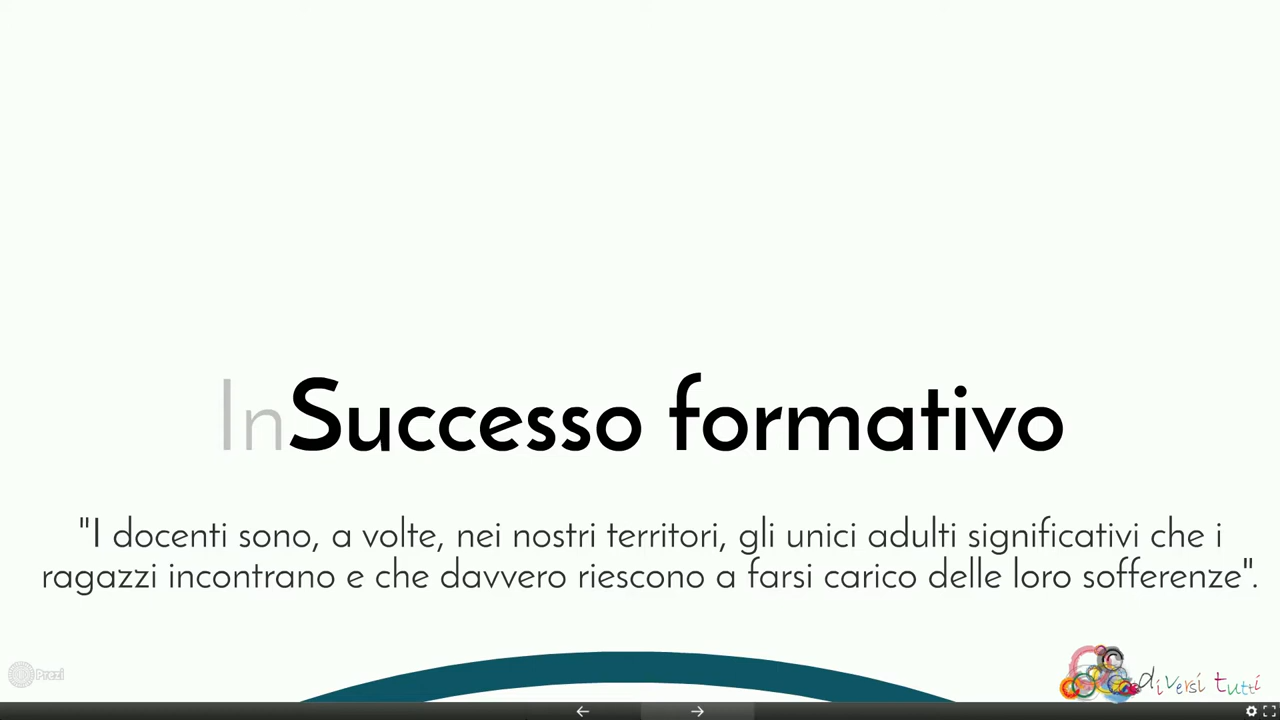 InSuccesso formativo
"I docenti sono, a volte, nei nostri territori, gli unici adulti significativi che i
ragazzi incontrano e che davvero riescono a farsi carico delle loro sofferenze".
Prezi
diversi tutti